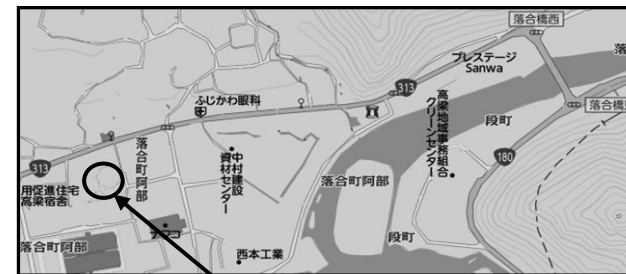 落合橋西
落
プレステージ
Sanwa
313
高梁地域事務組合
クリーンセンター
ふじかわ眼科
落合橋
段町
180
落合町阿部
中村建設
資材センター
落合町阿部
313
用促進住宅
高梁宿舎
ナマコ
段町
西本工業
落合町阿部